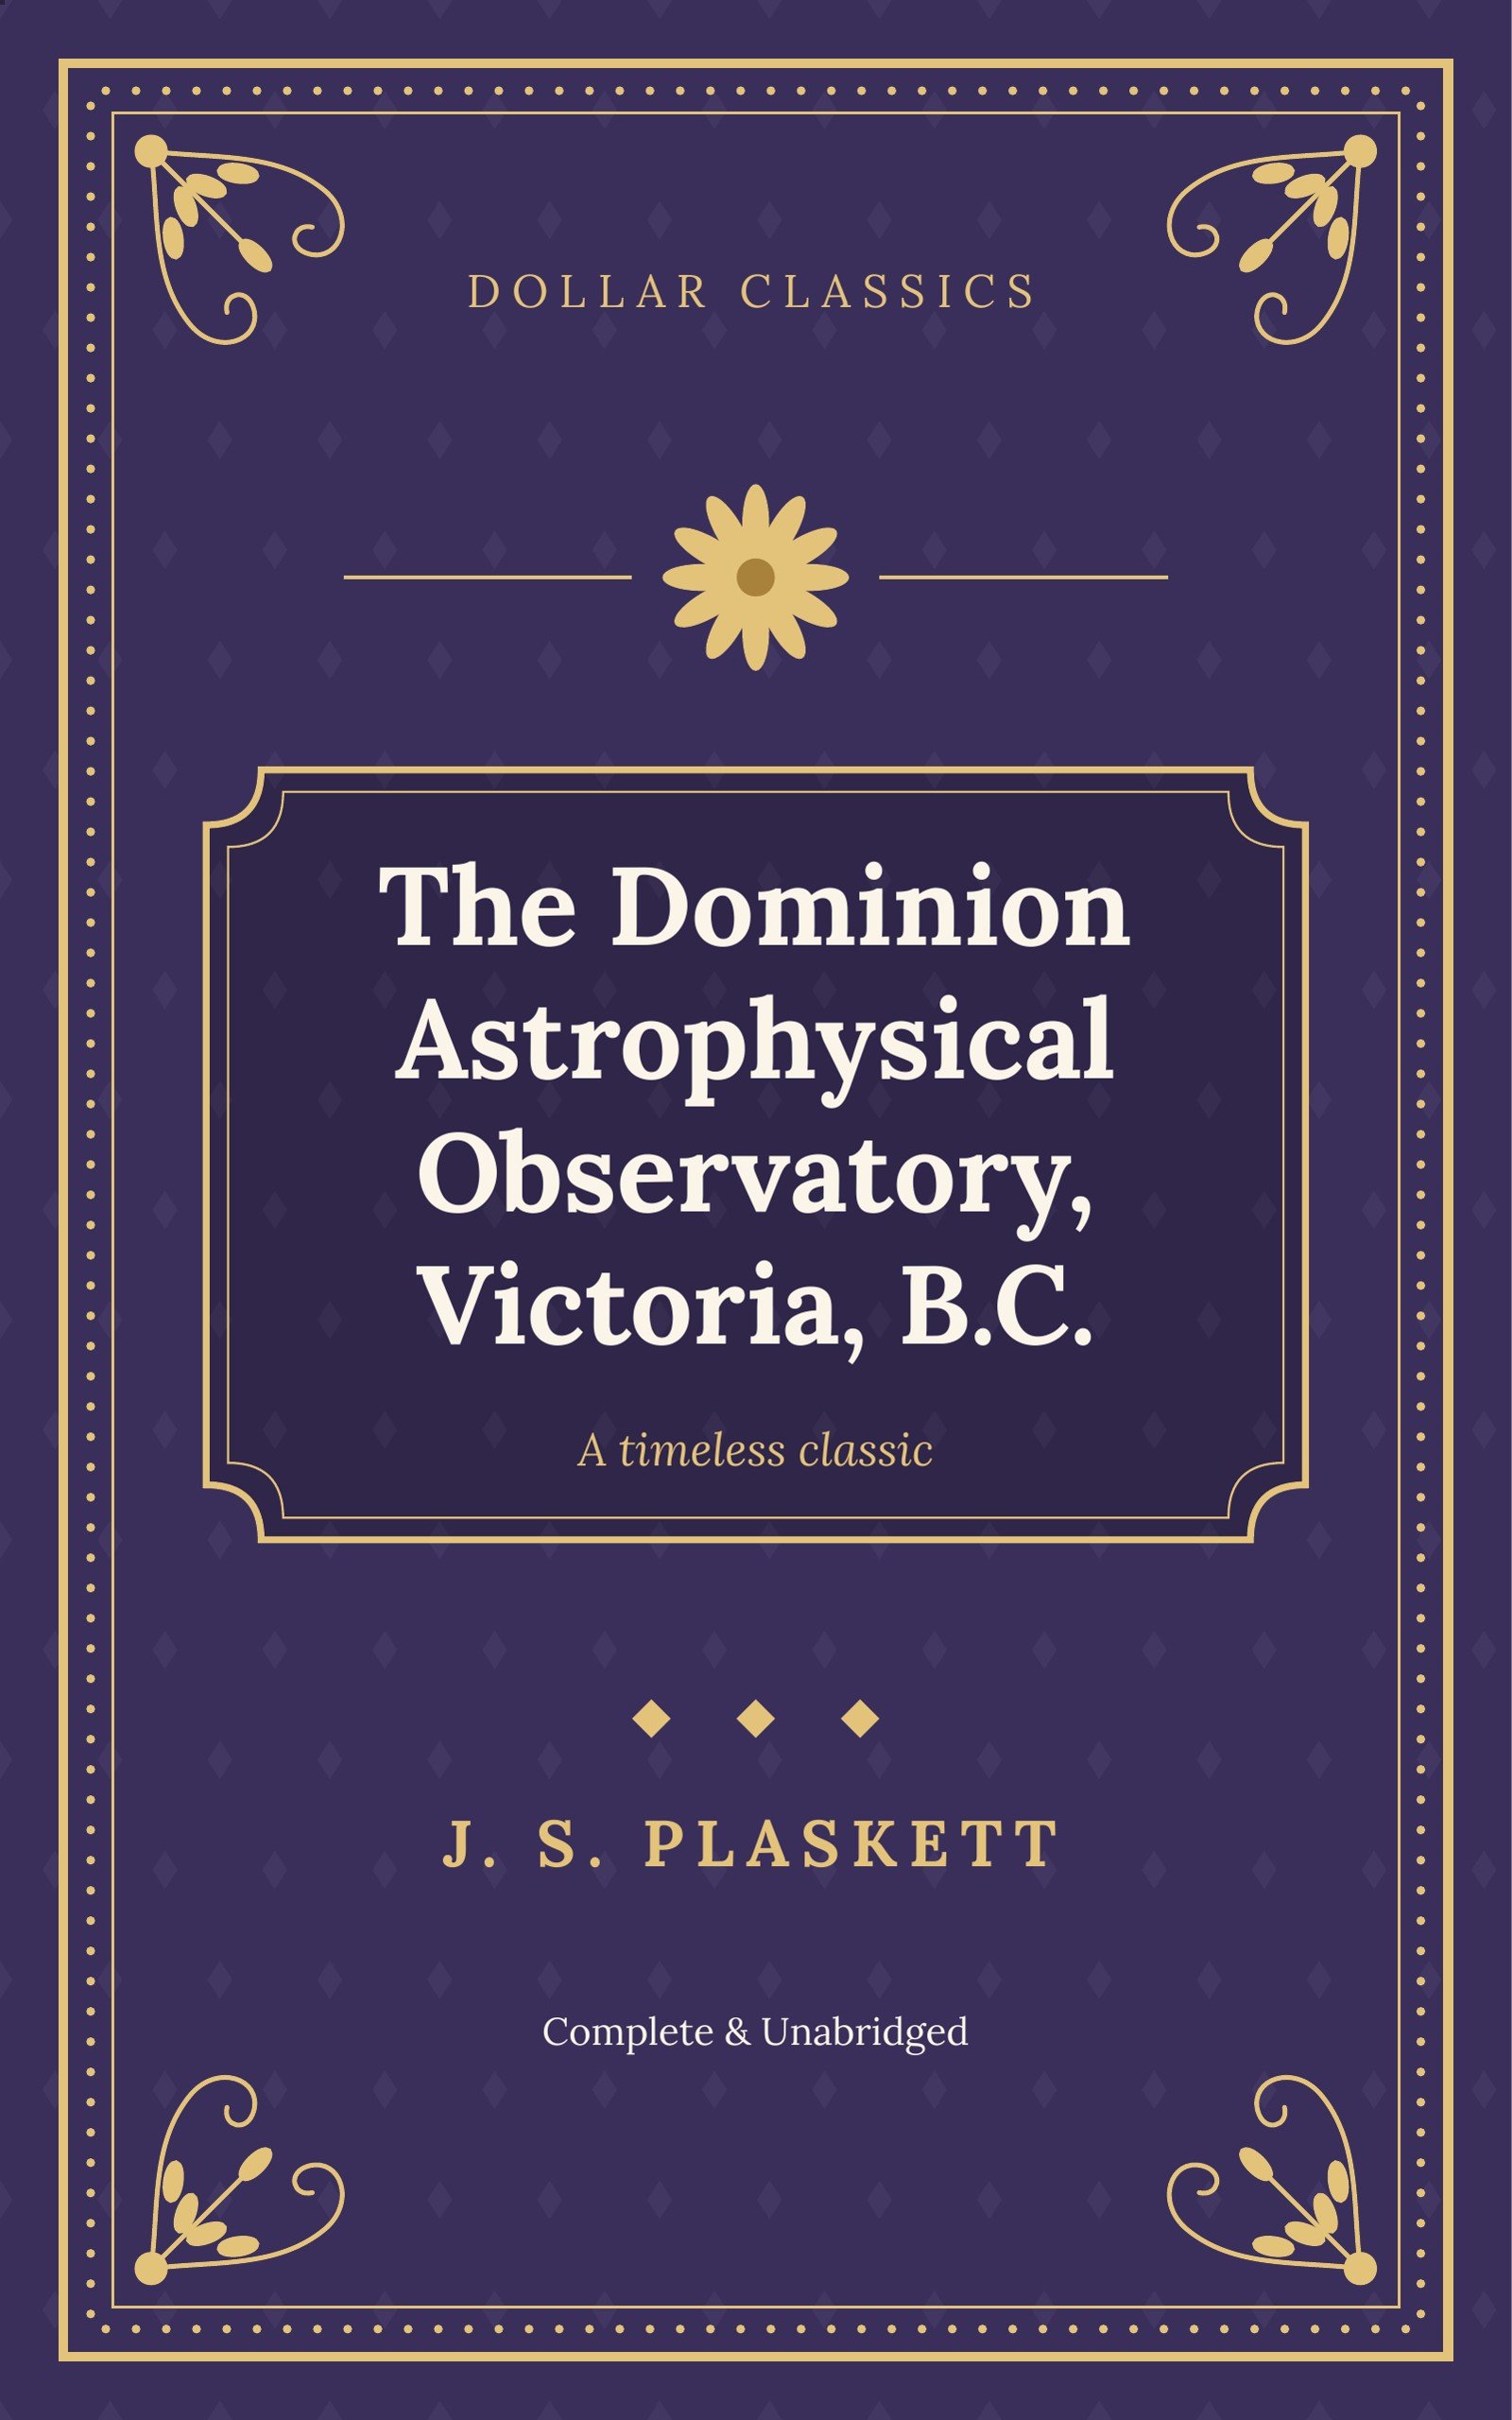 DOLLAR CLASSICS
The Dominion
Astrophysical
Observatory,
Victoria, B.C.
A timeless classic
J. S. PLASKETT
Complete & Unabridged